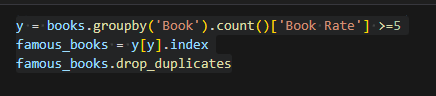 y = books.groupby('Book').count()['Book Rate'] >=5
famous_books = y[y].index
famous_books.drop_duplicates